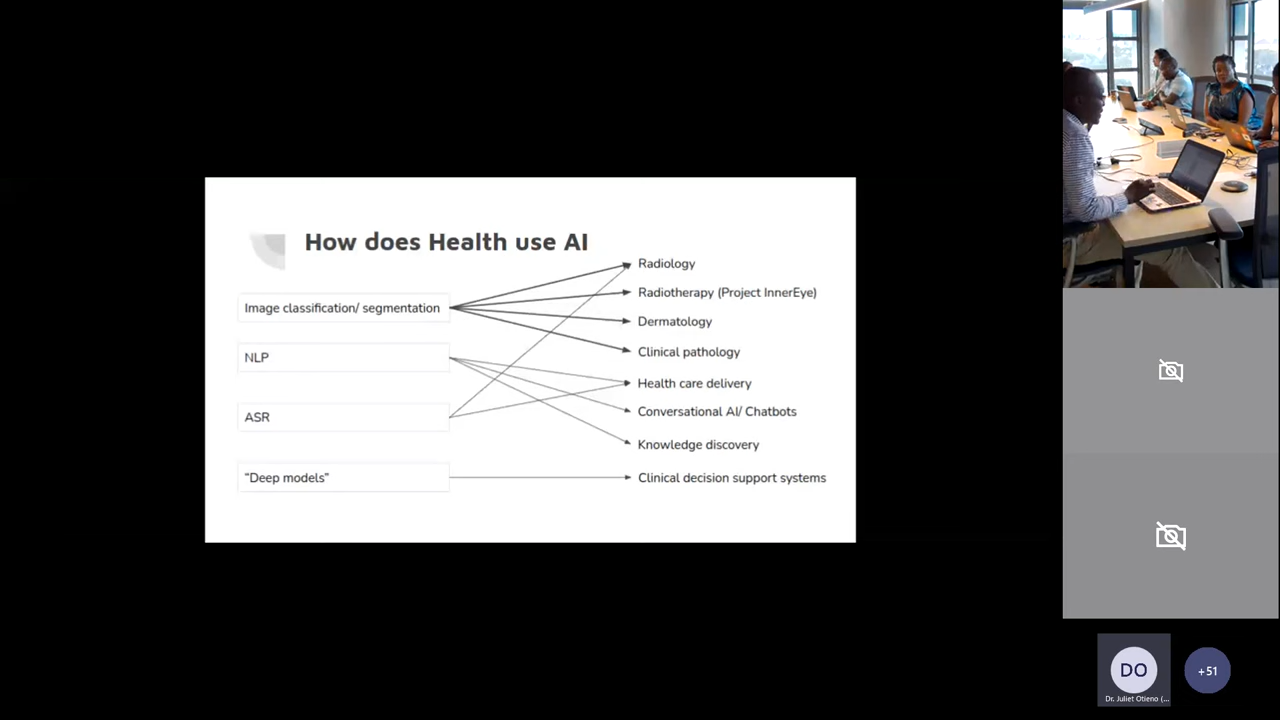 How does Health use AI
Image classification/ segmentation
NLP
ASR
"Deep models"
Radiology
Radiotherapy (Project InnerEye)
Dermatology
Clinical pathology
Health care delivery
Conversational AI/ Chatbots
Knowledge discovery
Clinical decision support systems
DO
Dr. Juliet Otieno (...
+51